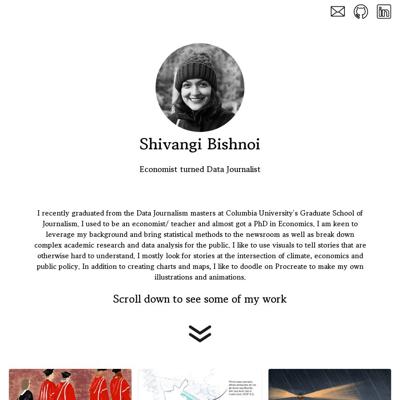 Shivangi Bishnoi
Economist turned Data Journalist
I recently graduated from the Data Journalism masters at Columbia University's Graduate School of
Journalism. I used to be an economist/ teacher and almost got a PhD in Economics. I am keen to
leverage my background and bring statistical methods to the newsroom as well as break down
complex academic research and data analysis for the public. I like to use visuals to tell stories that are
otherwise hard to understand. I mostly look for stories at the intersection of climate, economics and
public policy. In addition to creating charts and maps, I like to doodle on Procreate to make my own
illustrations and animations.
Scroll down to see some of my work